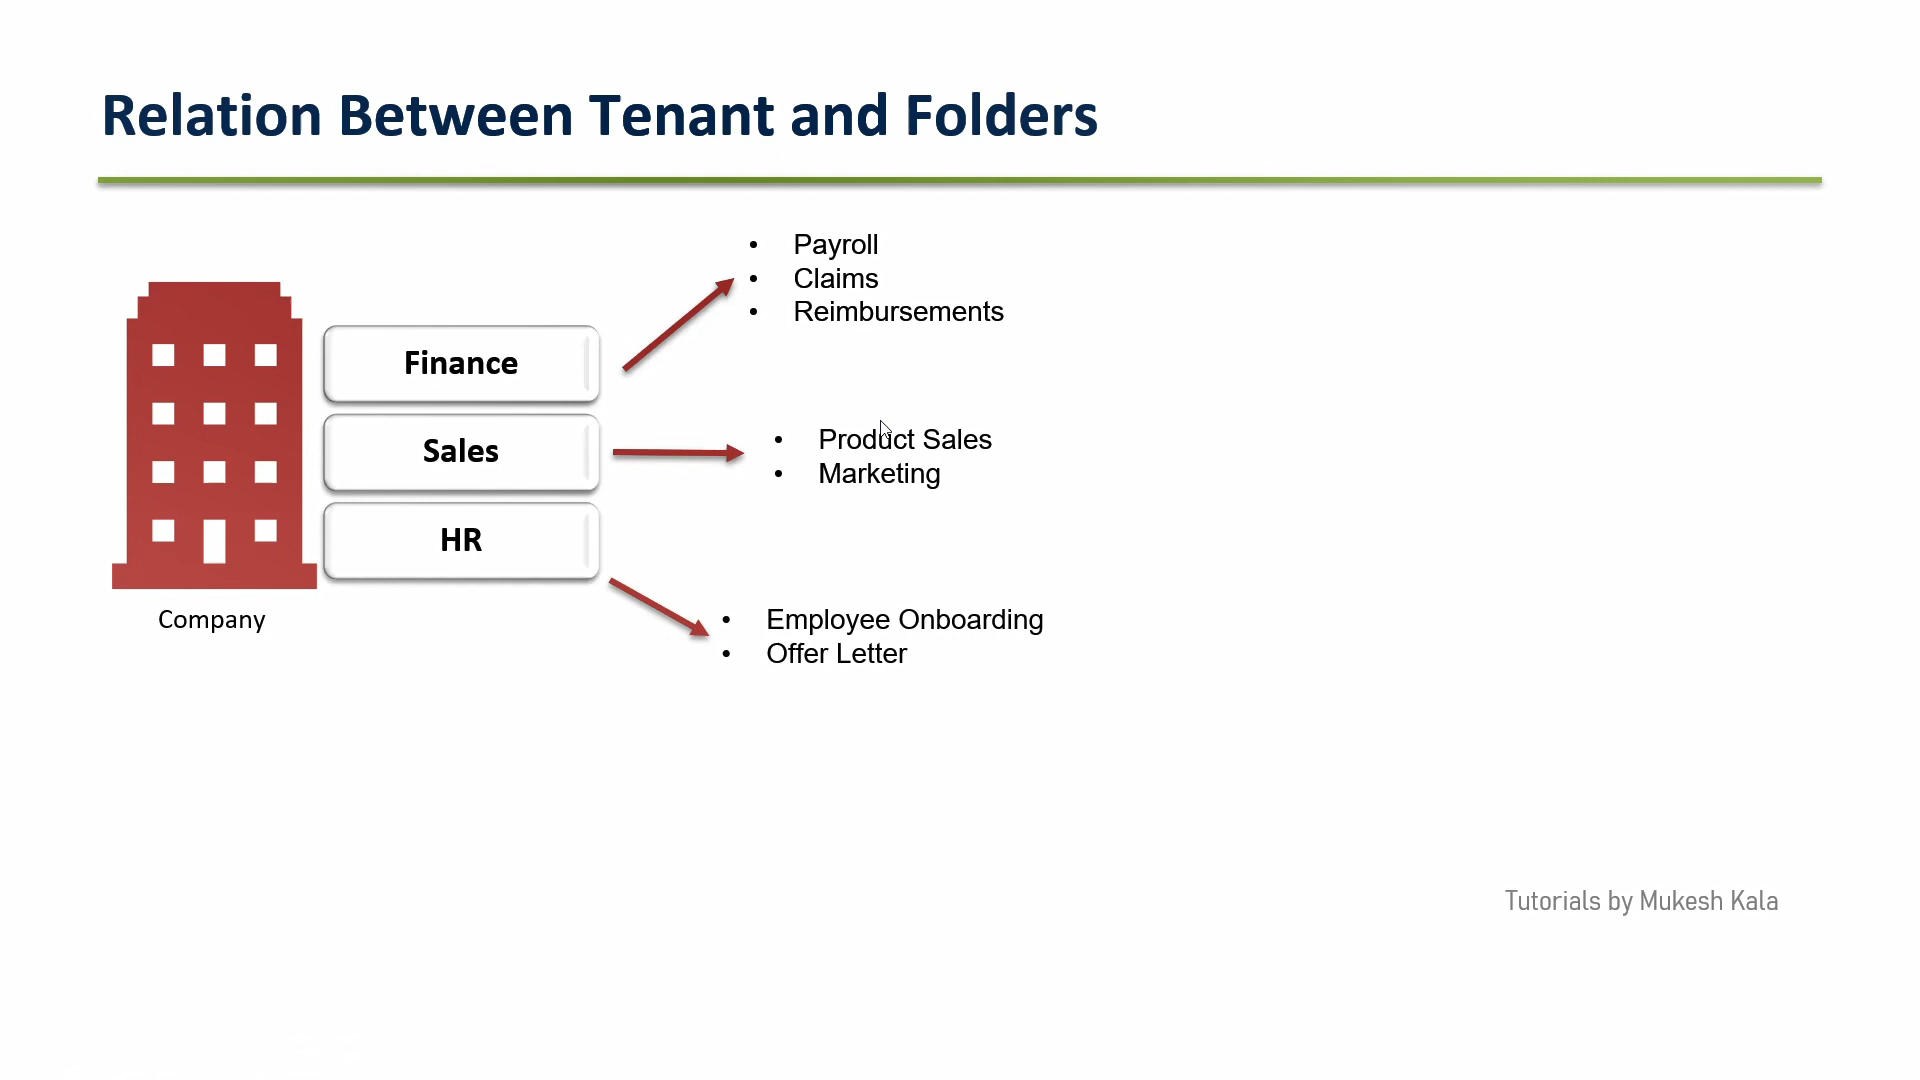 Relation Between Tenant and Folders
• Payroll
• Claims
• Reimbursements
Finance
Sales
• Product Sales
• Marketing
HR
Company
• Employee Onboarding
• Offer Letter
Tutorials by Mukesh Kala